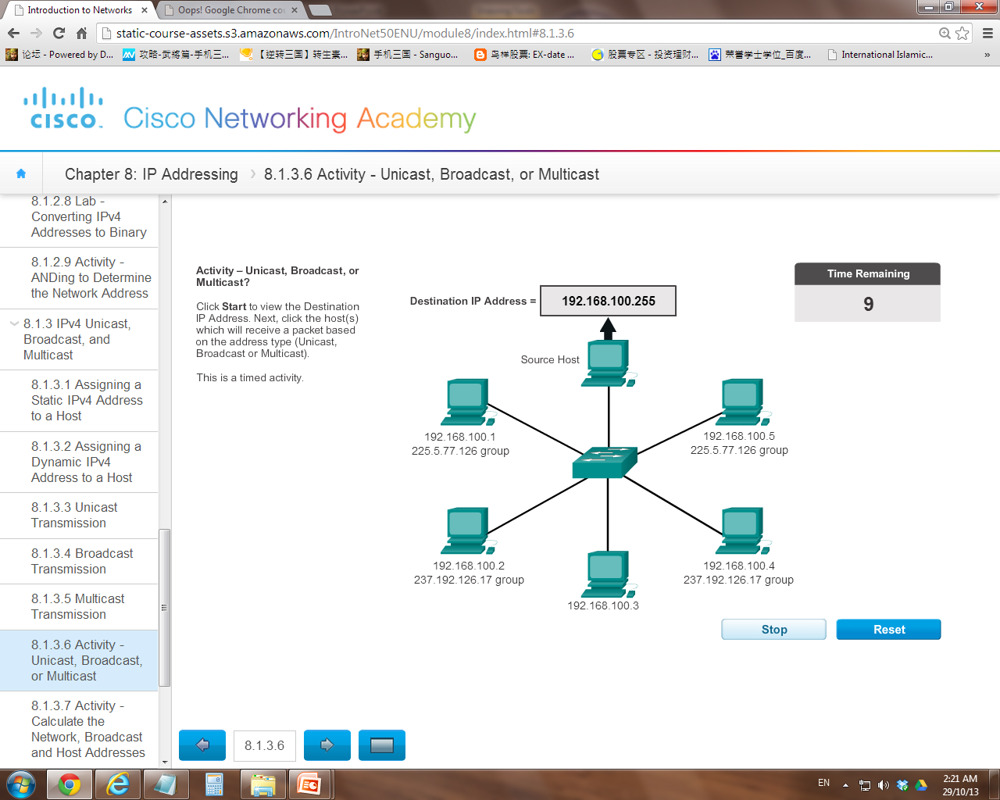 Introduction to Networks
Oops! Google Chrome co
static-course-assets.s3.amazonaws.com/IntroNet50ENU/module8/index.html#8.1.3.6
论坛 - Powered by D...
攻略-武将篇-手机三...
【逆转三国】转生素...
手机三国 - Sanguo...
鸟样股票: EX-date ...
股票专区 - 投资理财...
荣誉学士学位_百度...
International Islamic...
»
CISCO
Cisco Networking Academy
Chapter 8: IP Addressing
8.1.3.6 Activity - Unicast, Broadcast, or Multicast
8.1.2.8 Lab -
Converting IPv4
Addresses to Binary
8.1.2.9 Activity -
ANDing to Determine
the Network Address
8.1.3 IPv4 Unicast,
Broadcast, and
Multicast
8.1.3.1 Assigning a
Static IPv4 Address
to a Host
8.1.3.2 Assigning a
Dynamic IPv4
Address to a Host
8.1.3.3 Unicast
Transmission
8.1.3.4 Broadcast
Transmission
8.1.3.5 Multicast
Transmission
8.1.3.6 Activity -
Unicast, Broadcast,
or Multicast
8.1.3.7 Activity -
Calculate the
Network, Broadcast
and Host Addresses
Activity – Unicast, Broadcast, or
Multicast?
Click Start to view the Destination
IP Address. Next, click the host(s)
which will receive a packet based
on the address type (Unicast,
Broadcast or Multicast).
This is a timed activity.
Destination IP Address = 192.168.100.255
Time Remaining
9
Source Host
192.168.100.1
225.5.77.126 group
192.168.100.5
225.5.77.126 group
192.168.100.2
237.192.126.17 group
192.168.100.4
237.192.126.17 group
192.168.100.3
Stop
Reset
8.1.3.6
EN
2:21 AM
29/10/13